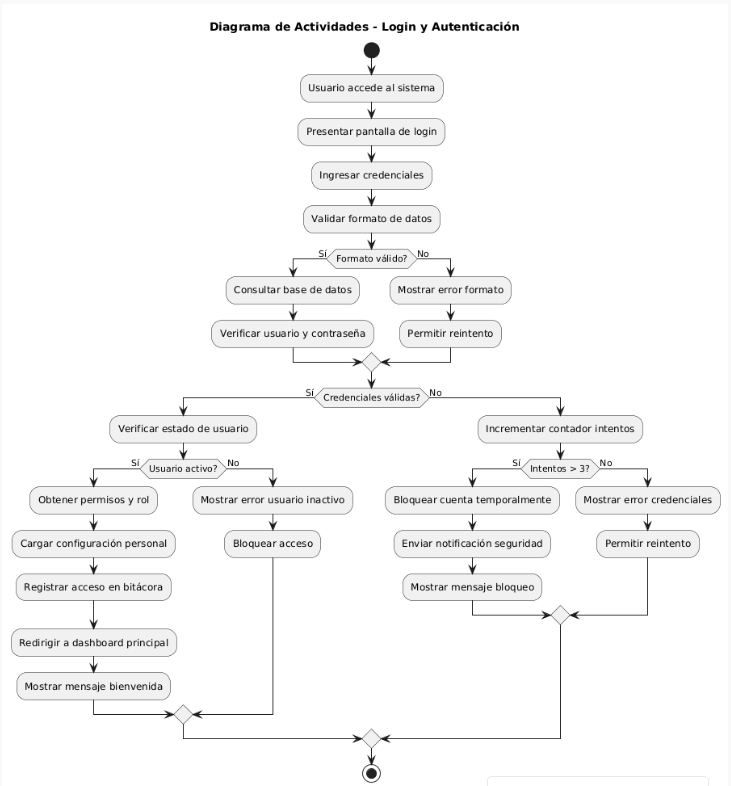 Diagrama de Actividades - Login y Autenticación
Usuario accede al sistema
Presentar pantalla de login
Ingresar credenciales
Validar formato de datos
Sí
Formato válido?
No
Consultar base de datos
Mostrar error formato
Verificar usuario y contraseña
Permitir reintento
Sí
Credenciales válidas?
No
Verificar estado de usuario
Incrementar contador intentos
Sí
Usuario activo?
No
Sí
Intentos > 3?
No
Obtener permisos y rol
Mostrar error usuario inactivo
Bloquear cuenta temporalmente
Mostrar error credenciales
Cargar configuración personal
Bloquear acceso
Enviar notificación seguridad
Permitir reintento
Registrar acceso en bitácora
Mostrar mensaje bloqueo
Redirigir a dashboard principal
Mostrar mensaje bienvenida